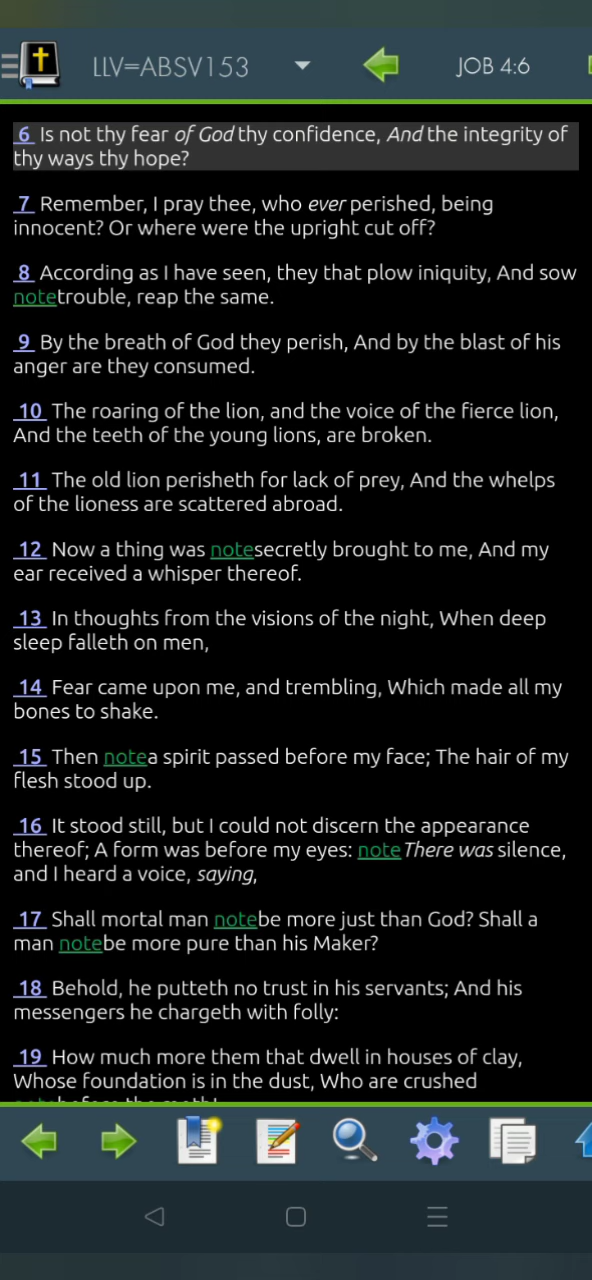 LLV=ABSV153 JOB 4:6
6 Is not thy fear of God thy confidence, And the integrity of
thy ways thy hope?
7 Remember, I pray thee, who ever perished, being
innocent? Or where were the upright cut off?
8 According as I have seen, they that plow iniquity, And sow
notetrouble, reap the same.
9 By the breath of God they perish, And by the blast of his
anger are they consumed.
10 The roaring of the lion, and the voice of the fierce lion,
And the teeth of the young lions, are broken.
11 The old lion perisheth for lack of prey, And the whelps
of the lioness are scattered abroad.
12 Now a thing was notesecretly brought to me, And my
ear received a whisper thereof.
13 In thoughts from the visions of the night, When deep
sleep falleth on men,
14 Fear came upon me, and trembling, Which made all my
bones to shake.
15 Then notea spirit passed before my face; The hair of my
flesh stood up.
16 It stood still, but I could not discern the appearance
thereof; A form was before my eyes: noteThere was silence,
and I heard a voice, saying,
17 Shall mortal man notebe more just than God? Shall a
man notebe more pure than his Maker?
18 Behold, he putteth no trust in his servants; And his
messengers he chargeth with folly:
19 How much more them that dwell in houses of clay,
Whose foundation is in the dust, Who are crushed